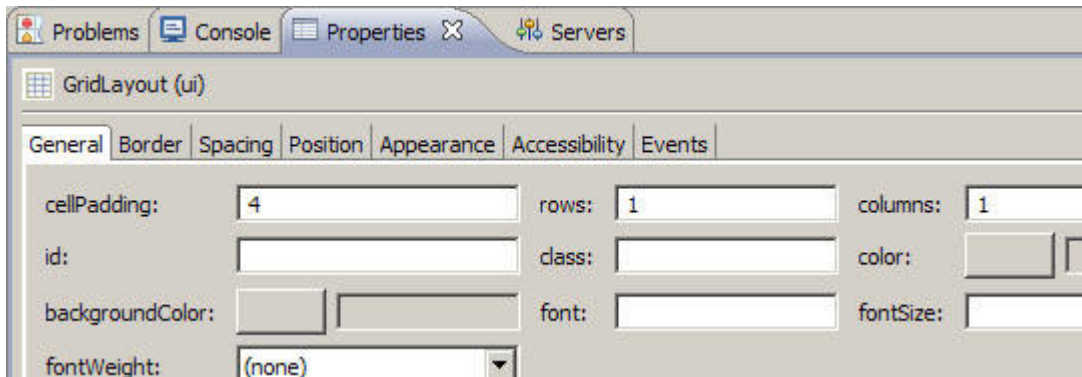 Problems Console Properties Servers
GridLayout (ui)
General Border Spacing Position Appearance Accessibility Events
cellPadding: 4 rows: 1 columns: 1
id: class: color:
backgroundColor: font: fontSize:
fontWeight: (none)